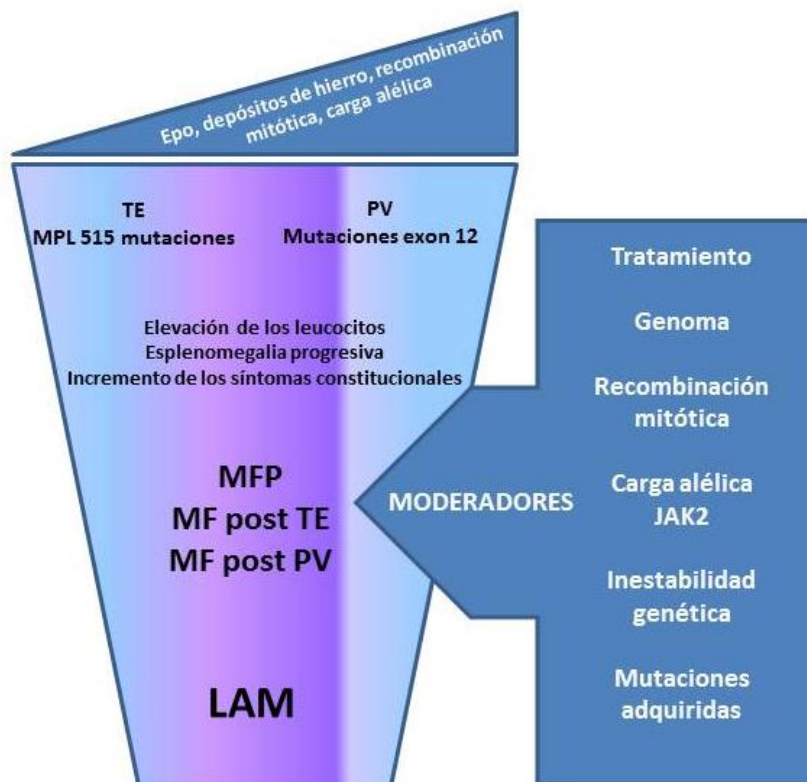 Epo, depósitos de hierro, recombinación
mitótica, carga alélica
TE
MPL 515 mutaciones
PV
Mutaciones exon 12
Elevación de los leucocitos
Esplenomegalia progresiva
Incremento de los síntomas constitucionales
MFP
MF post TE
MF post PV
LAM
MODERADORES
Tratamiento
Genoma
Recombinación
mitótica
Carga alélica
JAK2
Inestabilidad
genética
Mutaciones
adquiridas